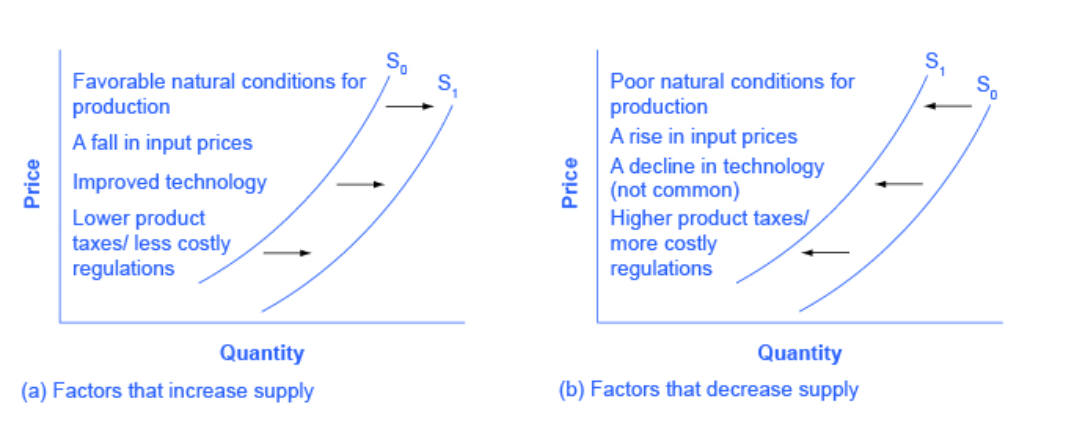 S0
S1
Favorable natural conditions for
production
A fall in input prices
Improved technology
Lower product
taxes/ less costly
regulations
Price
Quantity
(a) Factors that increase supply
S1
S0
Poor natural conditions for
production
A rise in input prices
A decline in technology
(not common)
Higher product taxes/
more costly
regulations
Price
Quantity
(b) Factors that decrease supply